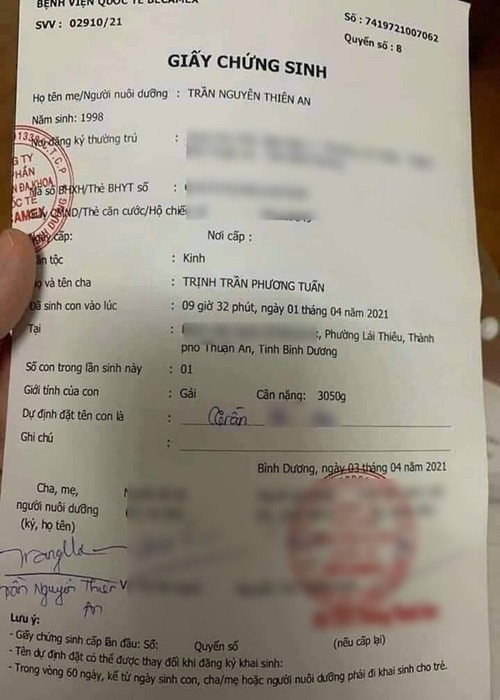 BỆNH VIỆN QUỐC TẾ BECAMEX
SVV : 02910/21
Số : 7419721007062
Quyển số : 8
GIẤY CHỨNG SINH
Họ tên mẹ/Người nuôi dưỡng : TRẦN NGUYÊN THIÊN AN
Năm sinh: 1998
đăng ký thường trú :
số BHXH/Thẻ BHYT số :
CMND/Thẻ căn cước/Hộ chiế
cấp: Nơi cấp :
tộc : Kinh
và tên cha : TRỊNH TRẦN PHƯƠNG TUẤN
Đã sinh con vào lúc : 09 giờ 32 phút, ngày 01 tháng 04 năm 2021
Tại : Phường Lái Thiêu, Thành
phố Thuận An, Tỉnh Bình Dương
Số con trong lần sinh này : 01
Giới tính của con : Gái Cân nặng: 3050g
Dự định đặt tên con là : Trần
Ghi chú :
Bình Dương, ngày 03 tháng 04 năm 2021
Cha, mẹ,
người nuôi dưỡng
(ký, họ tên)
Trần Nguyên Thiên
An
Lưu ý:
- Gấy chứng sinh cấp lần đầu: Số: Quyển số (nếu cấp lại)
- Tên dự định đặt có thể được thay đổi khi đăng ký khai sinh:
- Trong vòng 60 ngày, kể từ ngày sinh con, cha/mẹ hoặc người nuôi dưỡng phải đi khai sinh cho trẻ.